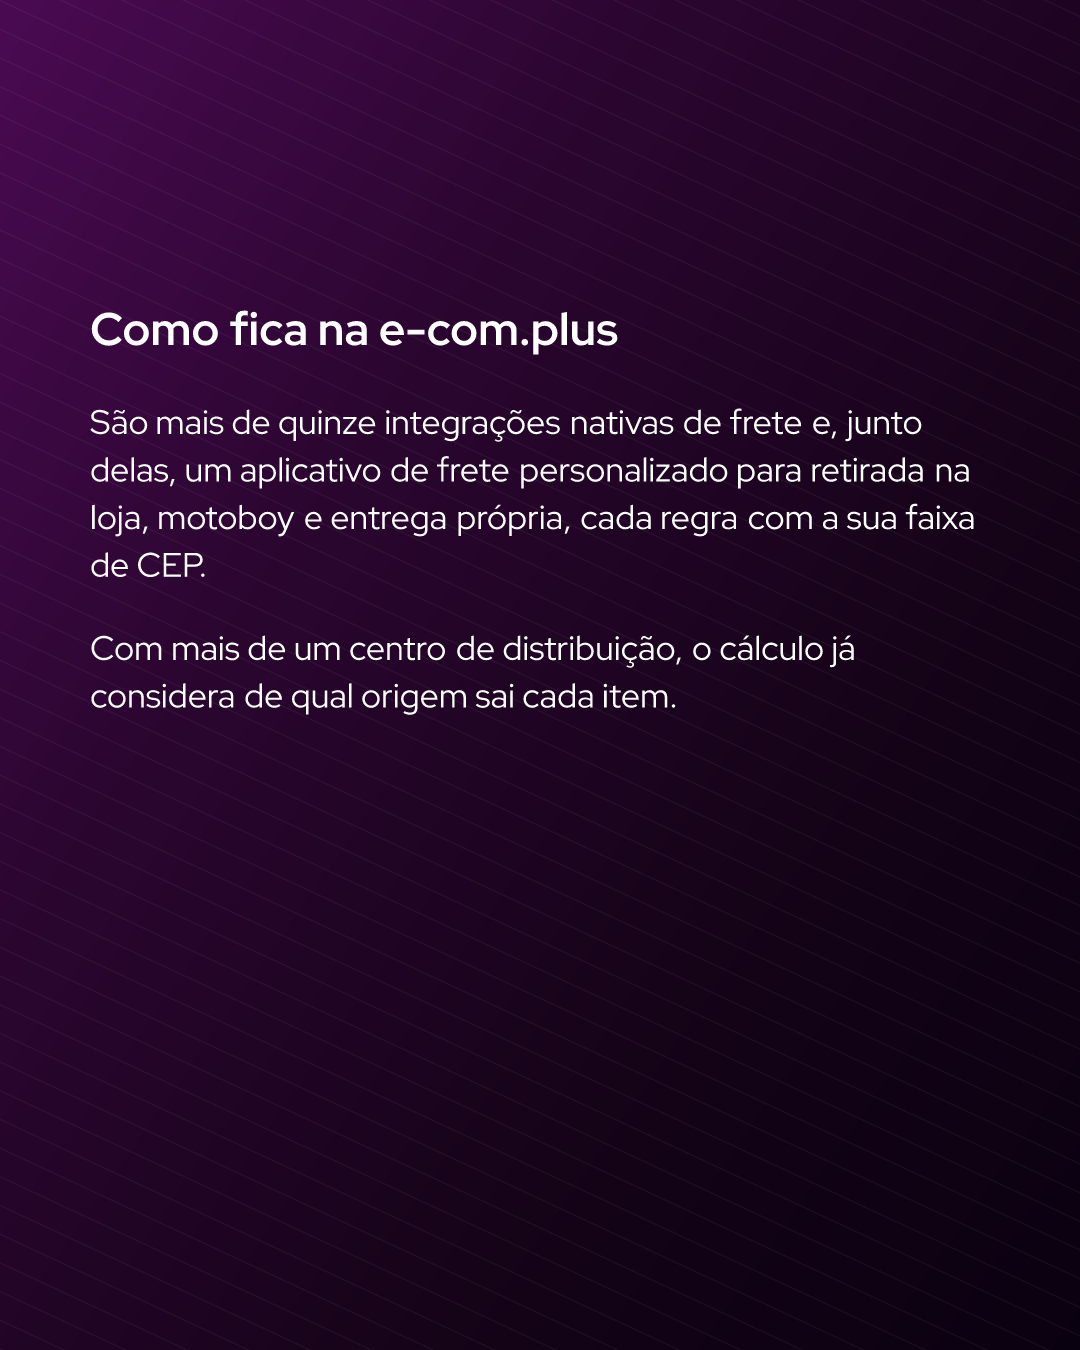 Como fica na e-com.plus
São mais de quinze integrações nativas de frete e, junto
delas, um aplicativo de frete personalizado para retirada na
loja, motoboy e entrega própria, cada regra com a sua faixa
de CEP.
Com mais de um centro de distribuição, o cálculo já
considera de qual origem sai cada item.